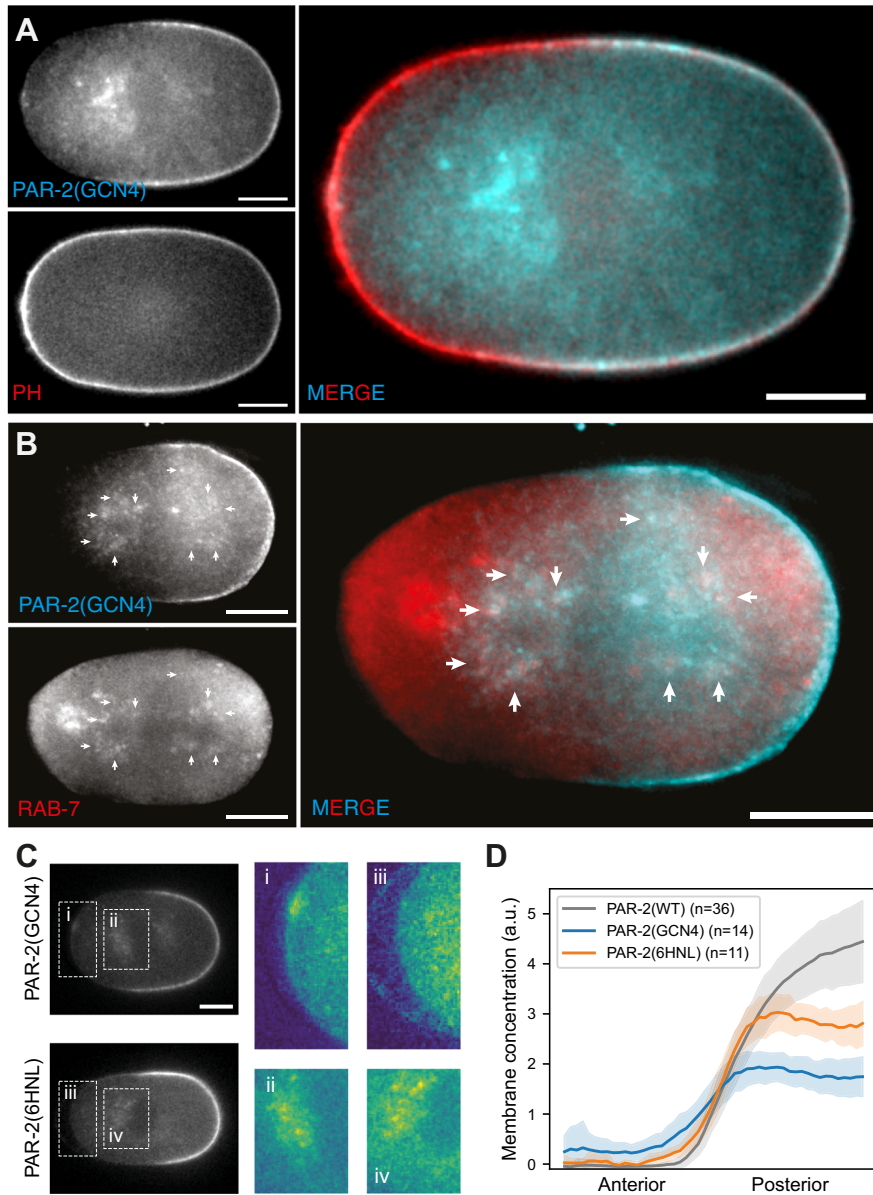 A
PAR-2(GCN4)
PH
MERGE
B
PAR-2(GCN4)
RAB-7
MERGE
C
PAR-2(GCN4)
i
ii
i
iii
PAR-2(6HNL)
iii
iv
ii
iv
D
Membrane concentration (a.u.)
5
4
3
2
1
0
PAR-2(WT) (n=36)
PAR-2(GCN4) (n=14)
PAR-2(6HNL) (n=11)
Anterior
Posterior